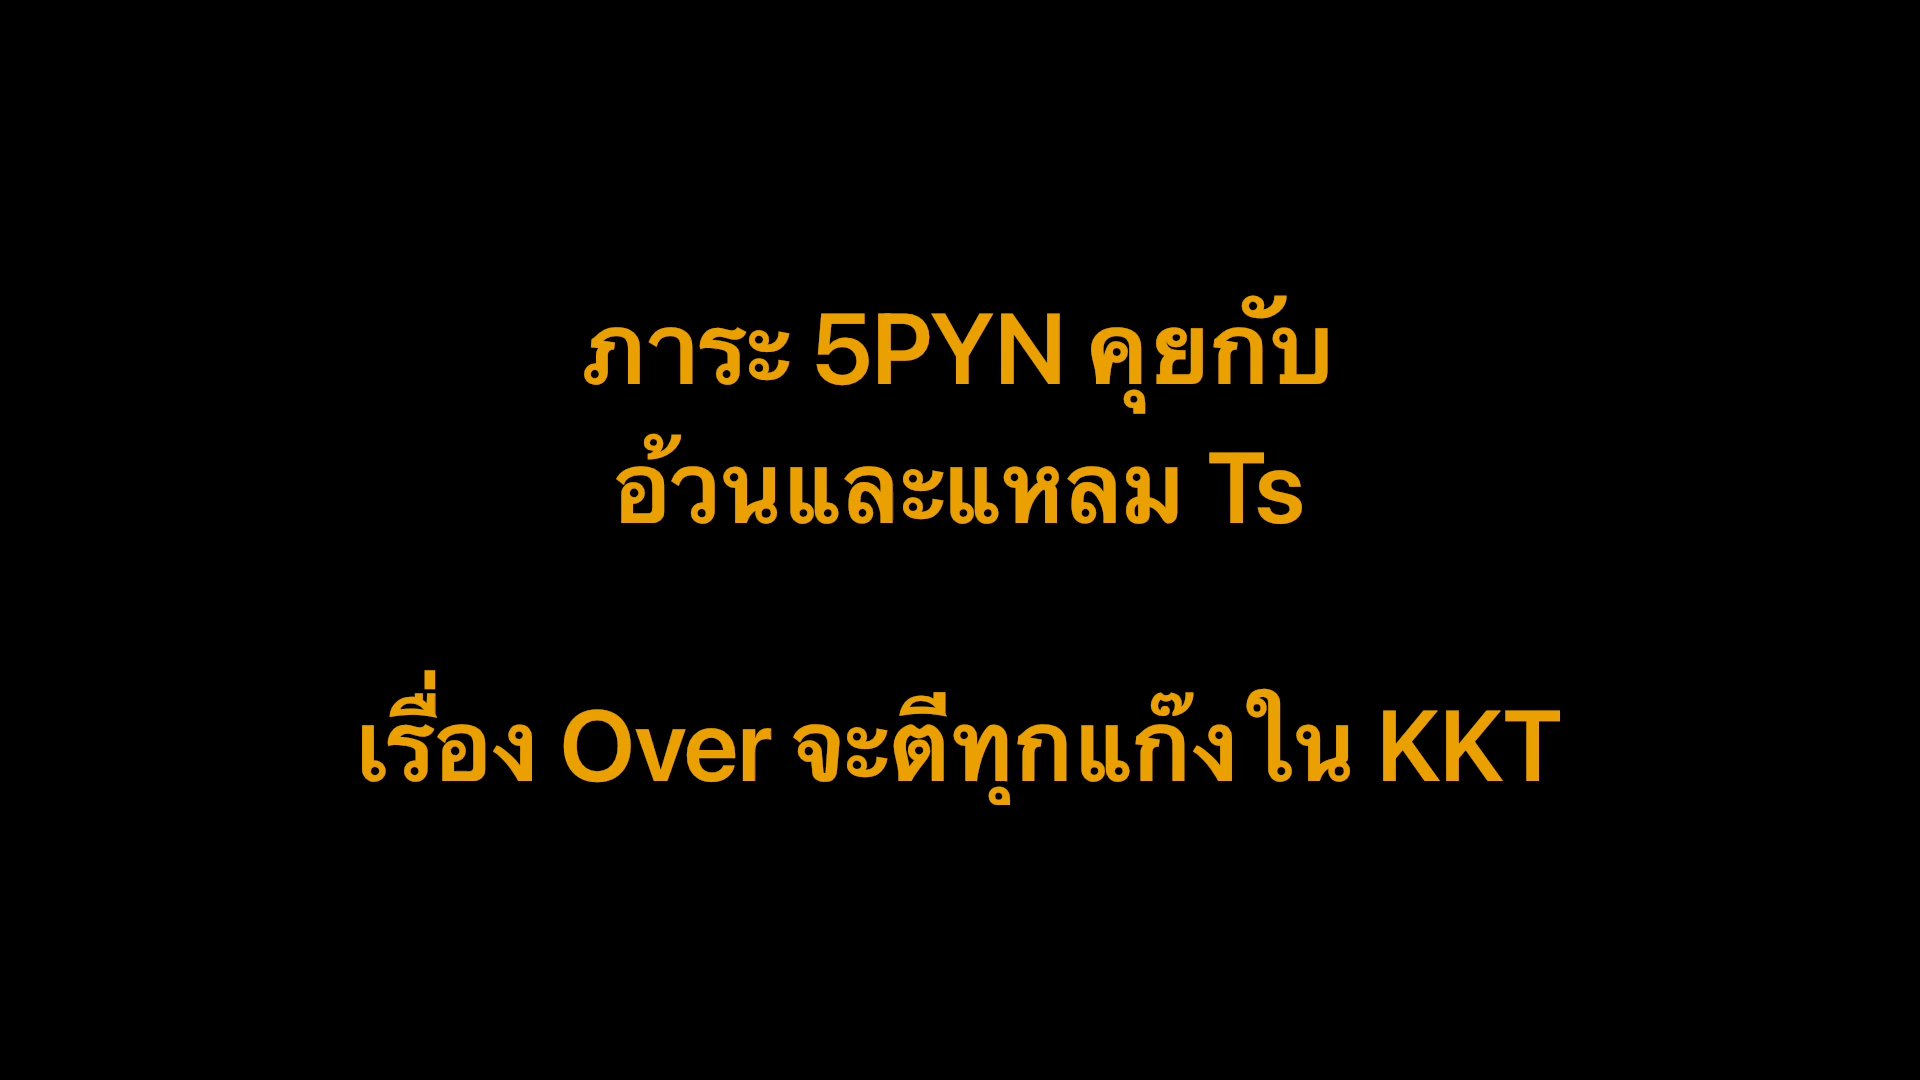 ภาระ 5PYN คุยกับ
อ้วนและแหลม Ts
เรื่อง Over จะตีทุกแก๊งใน KKT